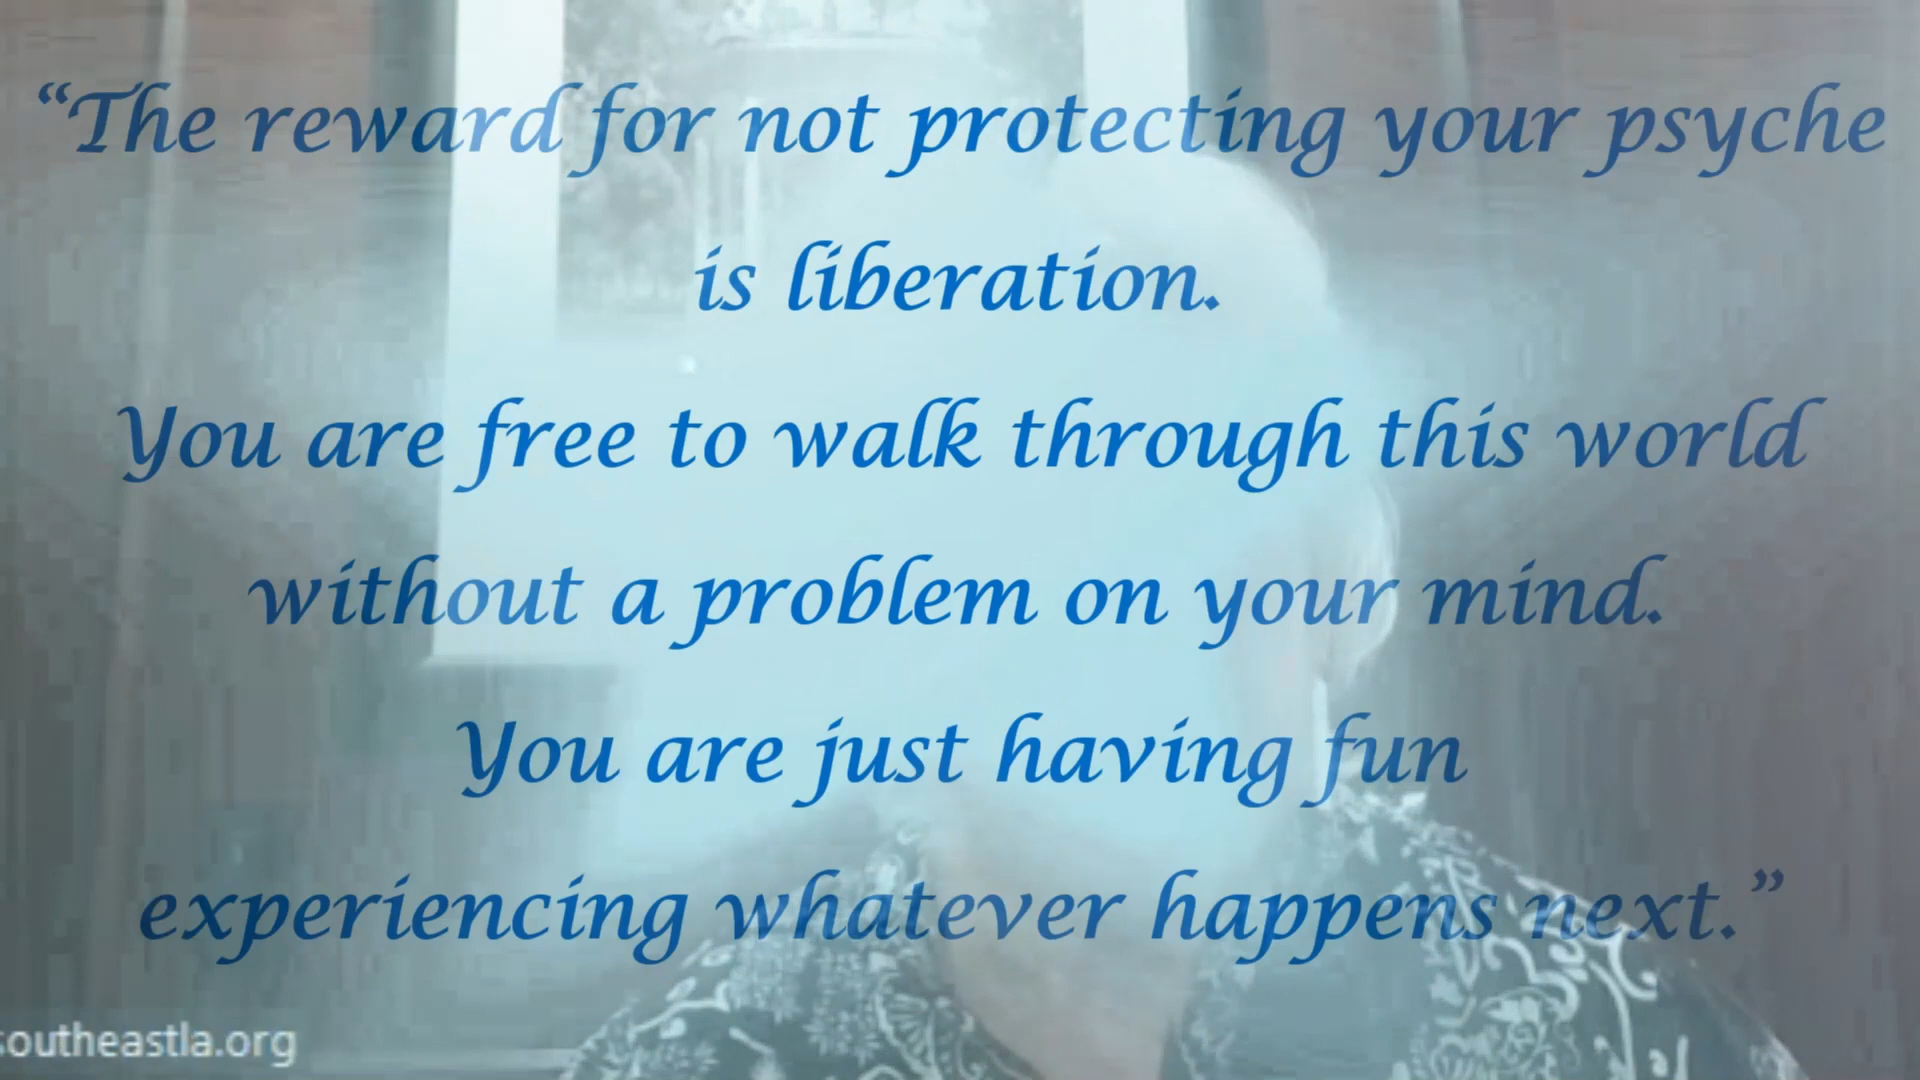 “The reward for not protecting your psyche
is liberation.
You are free to walk through this world
without a problem on your mind.
You are just having fun
experiencing whatever happens next.”
southeastla.org